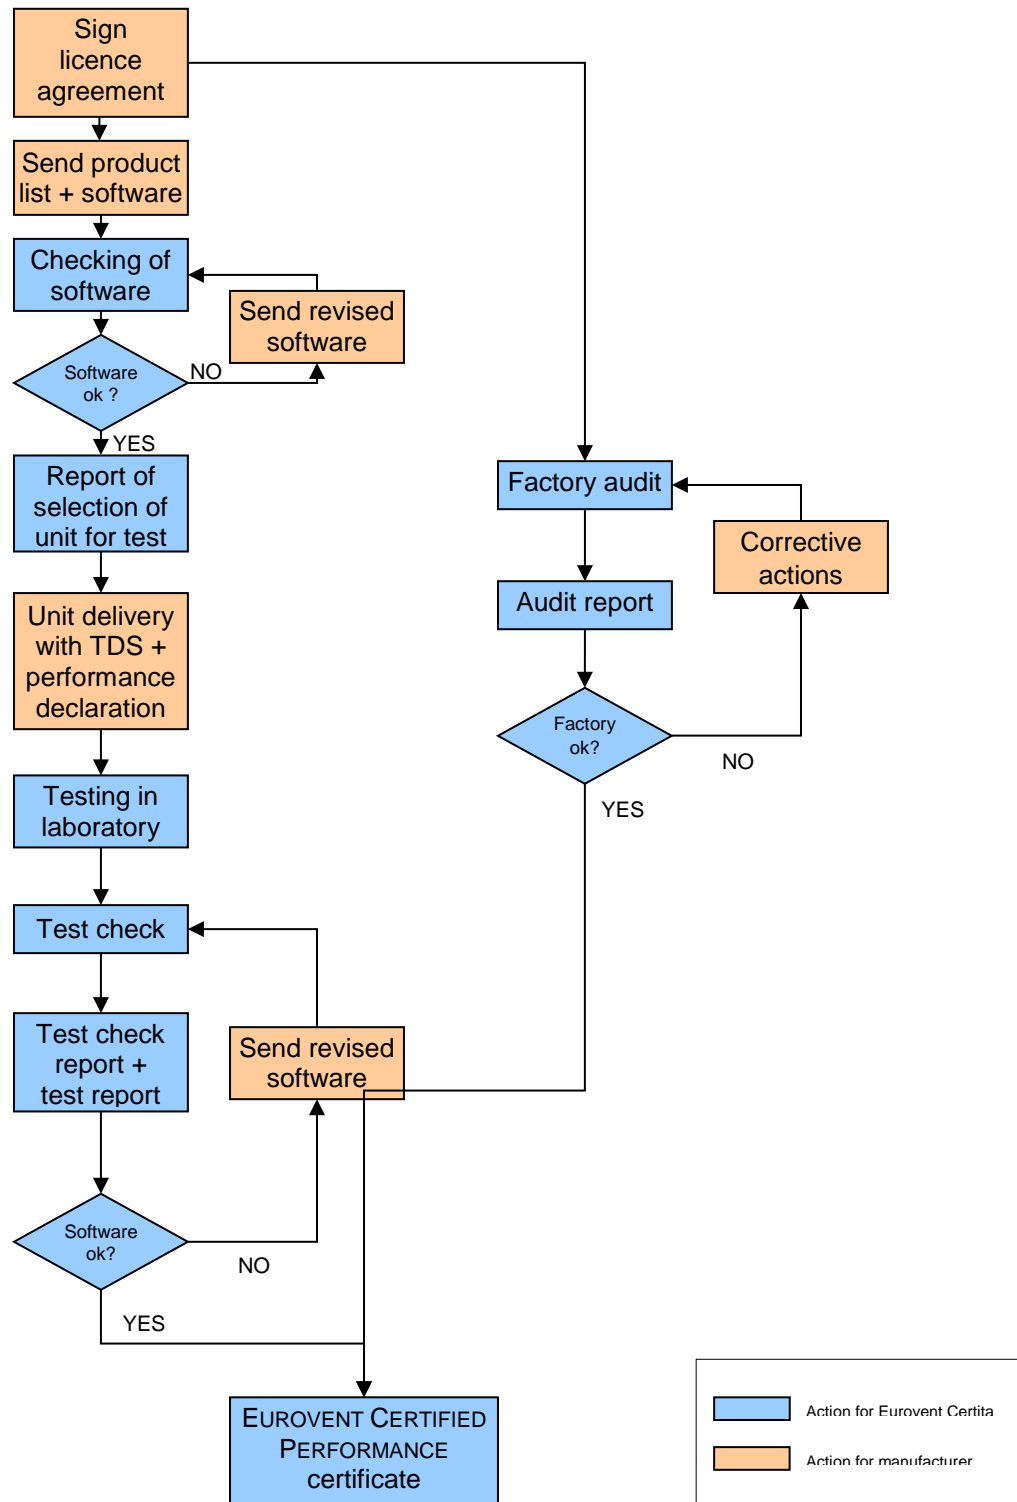 Sign
licence
agreement
Send product
list + software
Checking of
software
Send revised
software
Software
ok ?
NO
YES
Report of
selection of
unit for test
Unit delivery
with TDS +
performance
declaration
Testing in
laboratory
Test check
Test check
report +
test report
Send revised
software
Software
ok?
NO
YES
Factory audit
Corrective
actions
Audit report
Factory
ok?
NO
YES
EUROVENT CERTIFIED
PERFORMANCE
certificate
Action for Eurovent Certita
Action for manufacturer